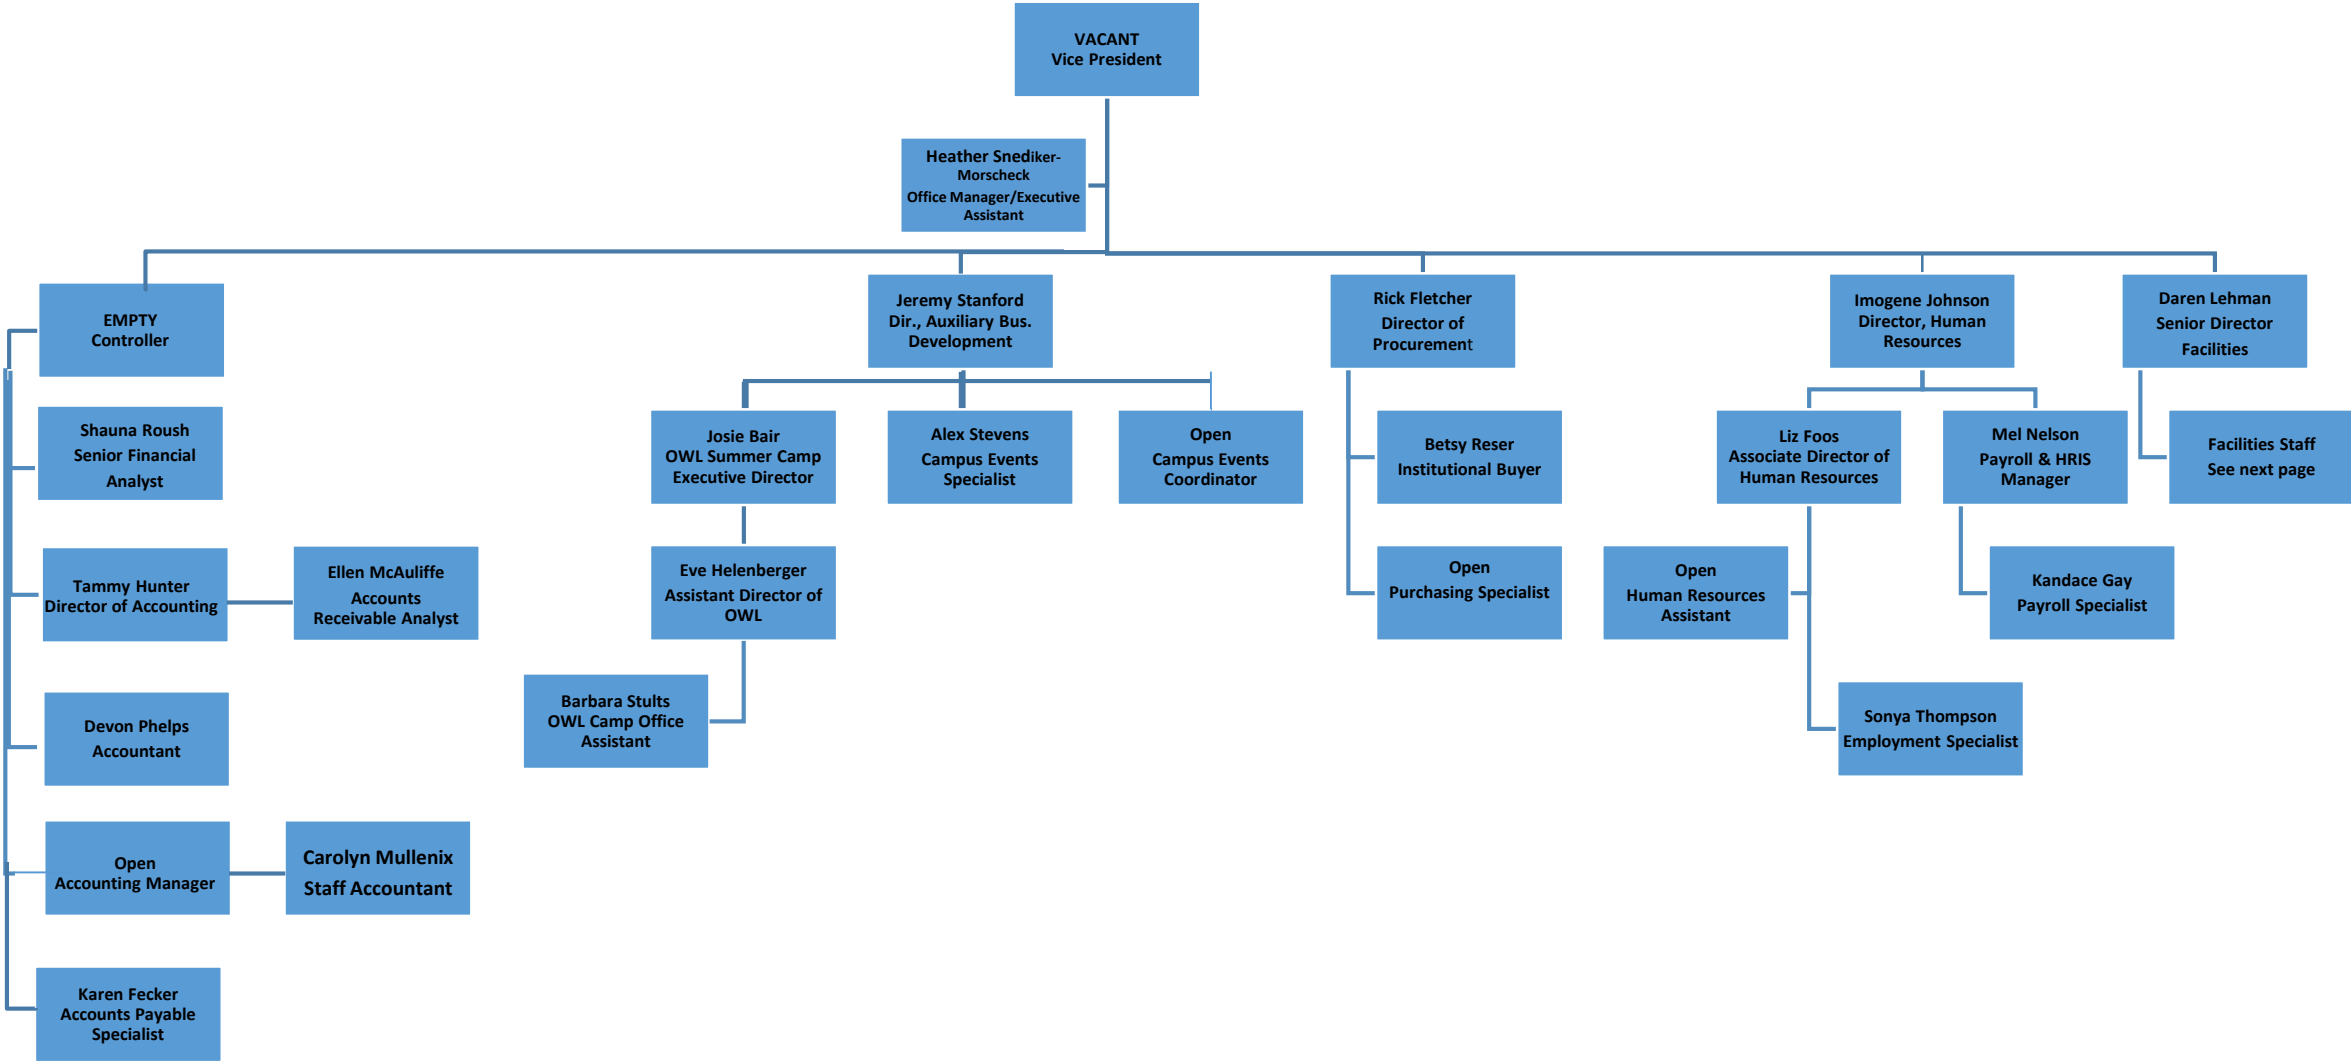 VACANT
Vice President
Heather Snediker-
Morscheck
Office Manager/Executive
Assistant
EMPTY
Controller
Jeremy Stanford
Dir., Auxiliary Bus.
Development
Rick Fletcher
Director of
Procurement
Imogene Johnson
Director, Human
Resources
Daren Lehman
Senior Director
Facilities
Shauna Roush
Senior Financial
Analyst
Josie Bair
OWL Summer Camp
Executive Director
Alex Stevens
Campus Events
Specialist
Open
Campus Events
Coordinator
Betsy Reser
Institutional Buyer
Liz Foos
Associate Director of
Human Resources
Mel Nelson
Payroll & HRIS
Manager
Facilities Staff
See next page
Tammy Hunter
Director of Accounting
Ellen McAuliffe
Accounts
Receivable Analyst
Eve Helenberger
Assistant Director of
OWL
Open
Purchasing Specialist
Open
Human Resources
Assistant
Kandace Gay
Payroll Specialist
Devon Phelps
Accountant
Barbara Stults
OWL Camp Office
Assistant
Sonya Thompson
Employment Specialist
Open
Accounting Manager
Carolyn Mullenix
Staff Accountant
Karen Fecker
Accounts Payable
Specialist